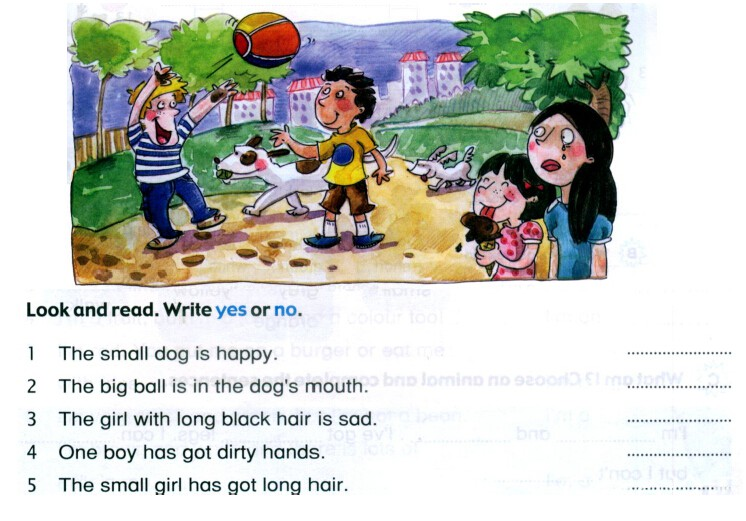 Look and read. Write yes or no.
1 The small dog is happy. ....................
2 The big ball is in the dog's mouth. ....................
3 The girl with long black hair is sad. ....................
4 One boy has got dirty hands. ....................
5 The small girl has got long hair. ....................